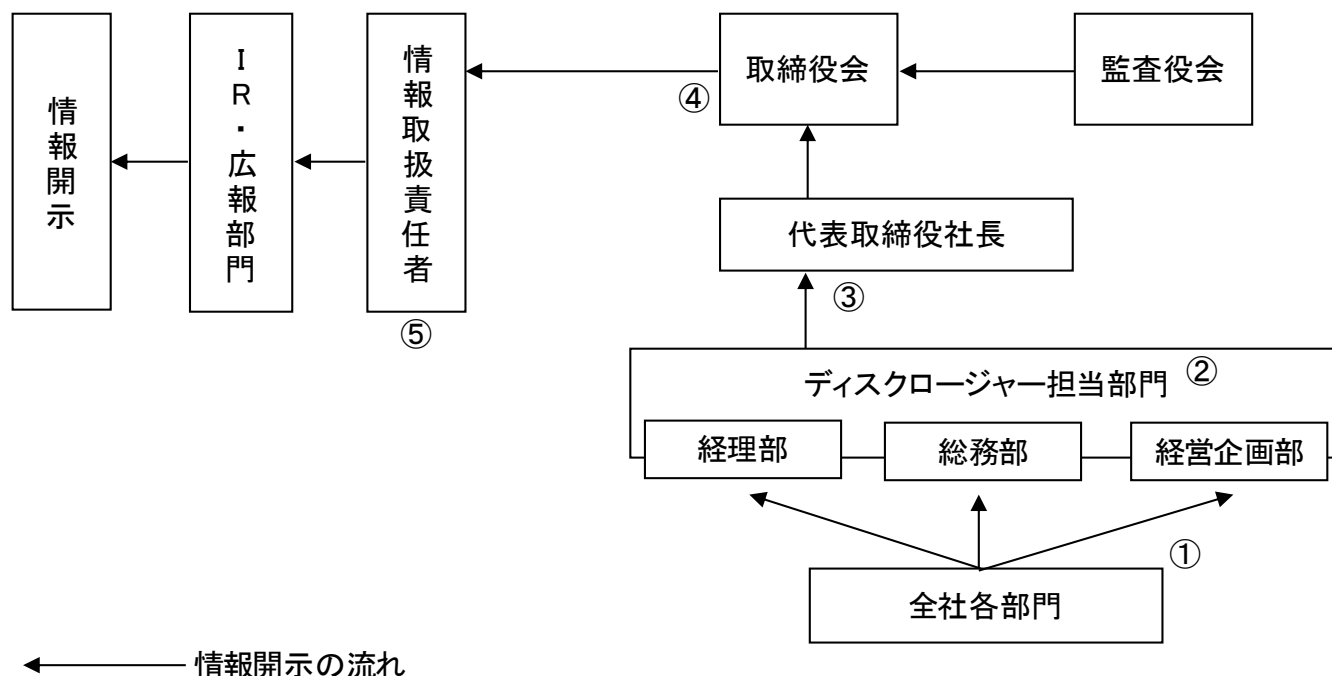 情報開示
IR・広報部門
情報取扱責任者
⑤
取締役会
④
監査役会
代表取締役社長
③
ディスクロージャー担当部門
②
経理部
総務部
経営企画部
①
全社各部門
情報開示の流れ